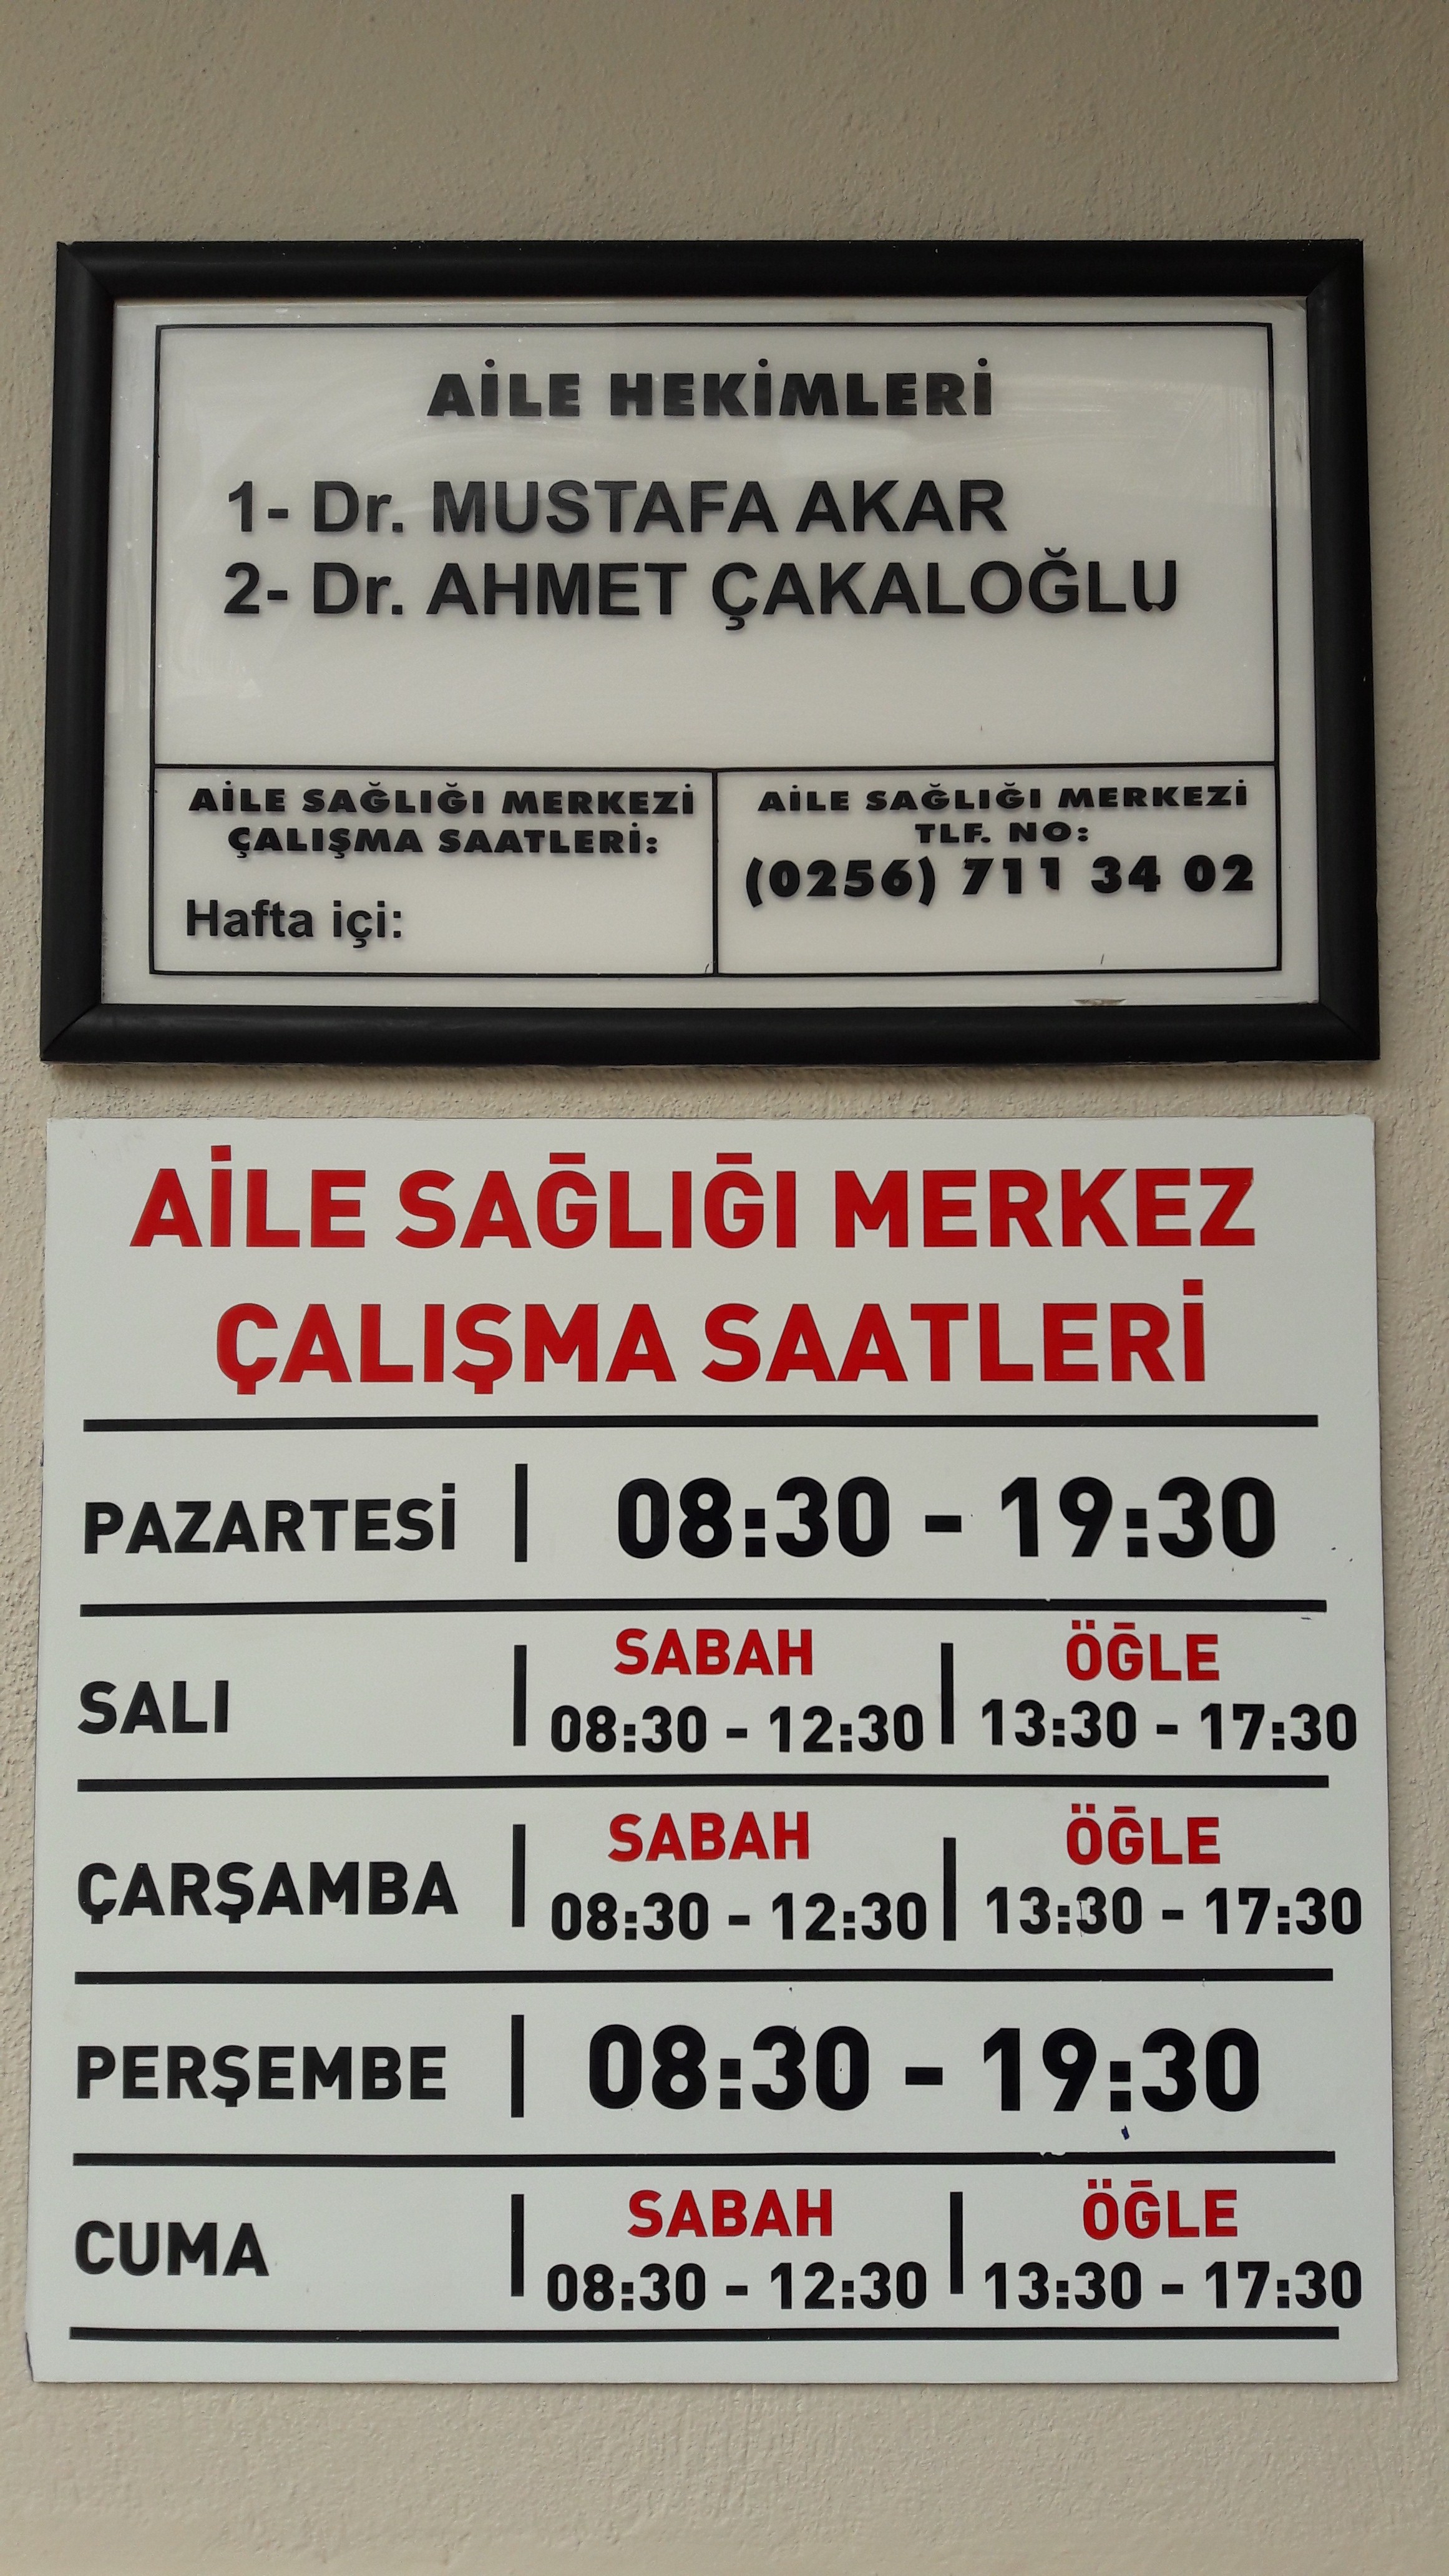 AİLE HEKİMLERİ
1- Dr. MUSTAFA AKAR
2- Dr. AHMET ÇAKALOĞLU
AİLE SAĞLIĞI MERKEZİ
ÇALIŞMA SAATLERİ:
Hafta içi:
AİLE SAĞLIĞI MERKEZİ
TLF. NO:
(0256) 711 34 02
AİLE SAĞLIĞI MERKEZ
ÇALIŞMA SAATLERİ
PAZARTESİ | 08:30 - 19:30
SABAH ÖĞLE
SALI | 08:30 - 12:30 | 13:30 - 17:30
SABAH ÖĞLE
ÇARŞAMBA | 08:30 - 12:30 | 13:30 - 17:30
PERŞEMBE | 08:30 - 19:30
SABAH ÖĞLE
CUMA | 08:30 - 12:30 | 13:30 - 17:30